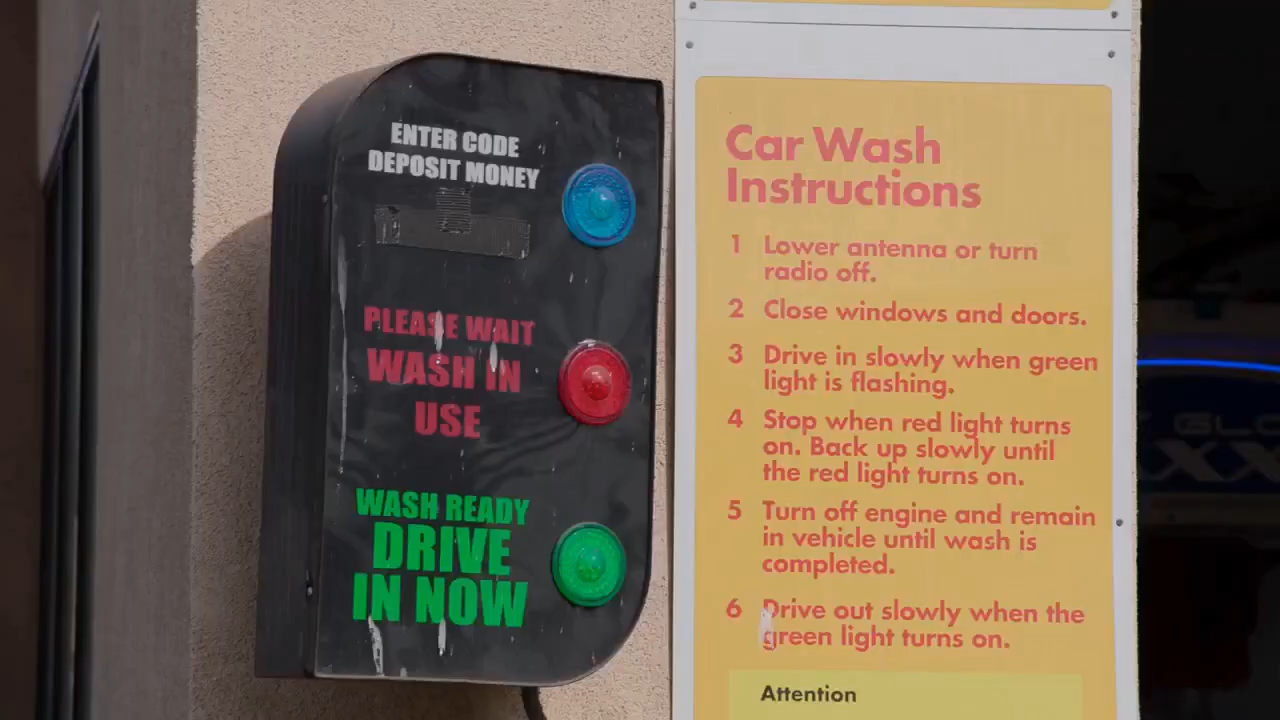 ENTER CODE
DEPOSIT MONEY
PLEASE WAIT
WASH IN
USE
WASH READY
DRIVE
IN NOW
Car Wash
Instructions
1 Lower antenna or turn
radio off.
2 Close windows and doors.
3 Drive in slowly when green
light is flashing.
4 Stop when red light turns
on. Back up slowly until
the red light turns on.
5 Turn off engine and remain
in vehicle until wash is
completed.
6 Drive out slowly when the
green light turns on.
Attention